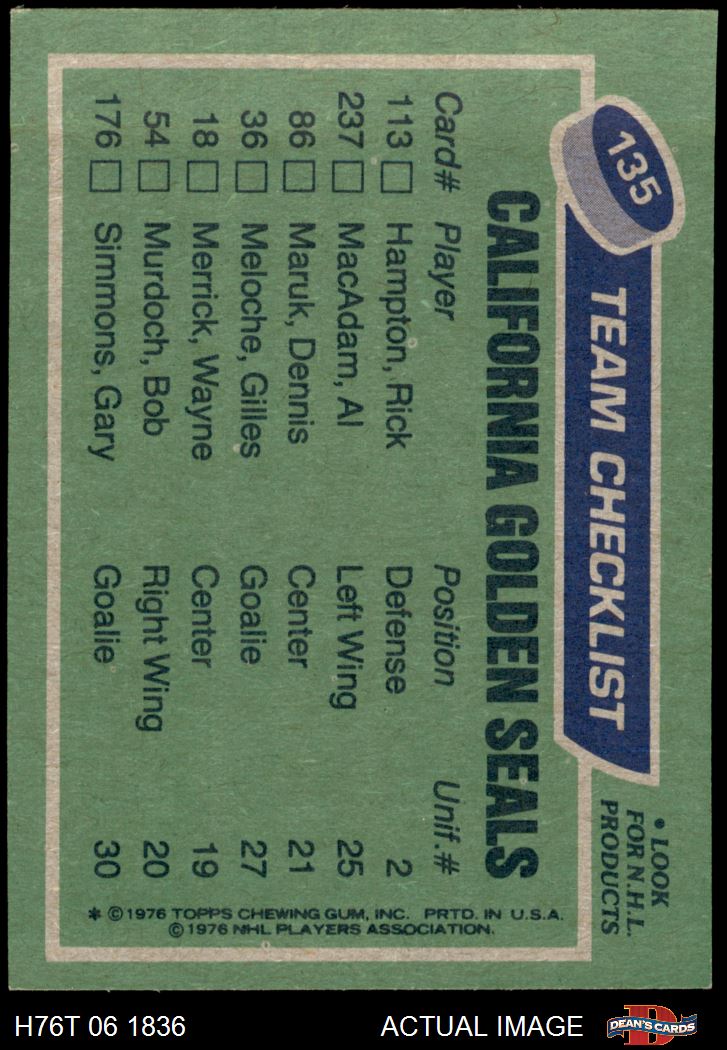 135
TEAM CHECKLIST
• LOOK
FOR N.H.L.
PRODUCTS
CALIFORNIA GOLDEN SEALS
Card# Player Position Unif.#
113 Hampton, Rick Defense 2
237 MacAdam, Al Left Wing 25
86 Maruk, Dennis Center 21
36 Meloche, Gilles Goalie 27
18 Merrick, Wayne Center 19
54 Murdoch, Bob Right Wing 20
176 Simmons, Gary Goalie 30
* ©1976 TOPPS CHEWING GUM, INC. PRTD. IN U.S.A.
©1976 NHL PLAYERS ASSOCIATION.
H76T 06 1836 ACTUAL IMAGE
DEAN'S CARDS